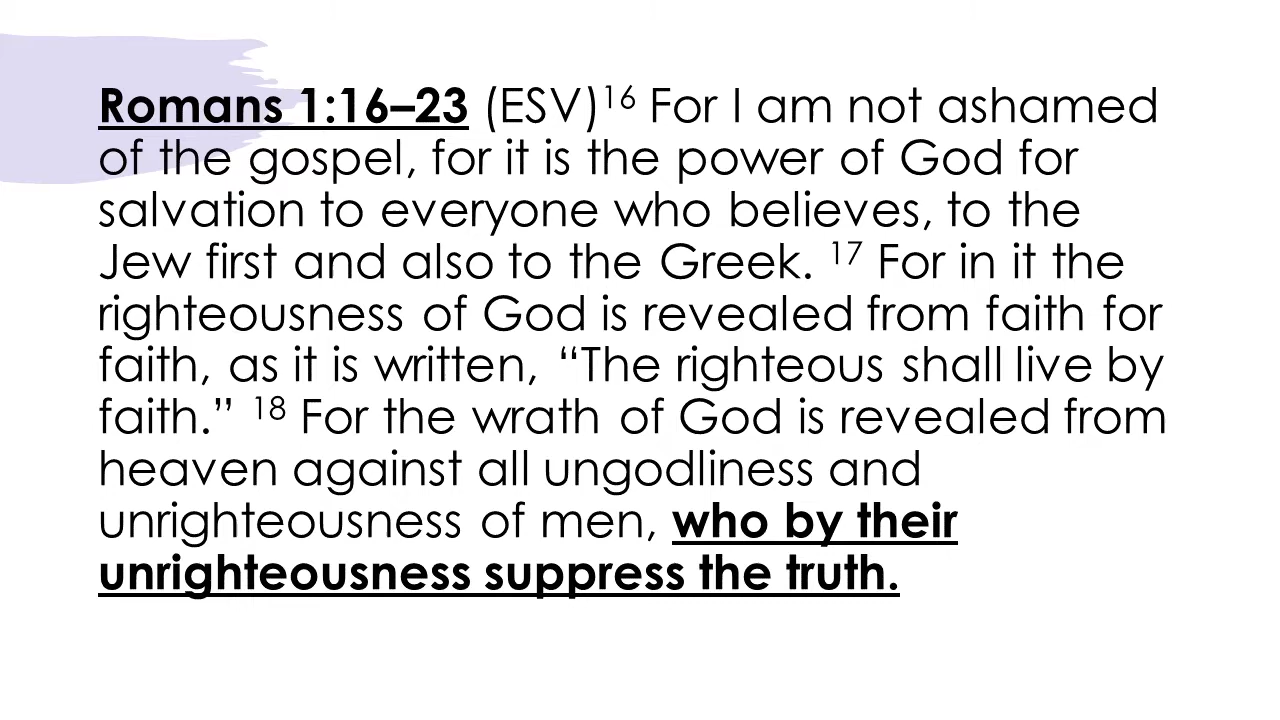 Romans 1:16–23 (ESV)16 For I am not ashamed
of the gospel, for it is the power of God for
salvation to everyone who believes, to the
Jew first and also to the Greek. 17 For in it the
righteousness of God is revealed from faith for
faith, as it is written, “The righteous shall live by
faith.” 18 For the wrath of God is revealed from
heaven against all ungodliness and
unrighteousness of men, who by their
unrighteousness suppress the truth.